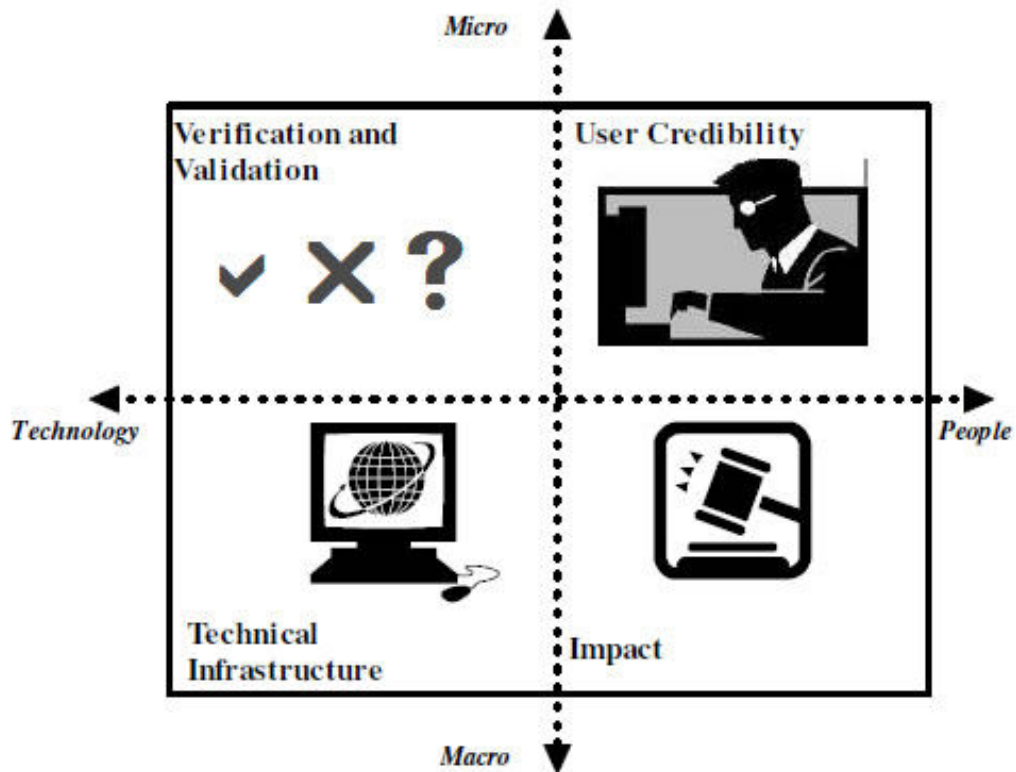 Micro
Verification and
Validation
User Credibility
?
Technology
People
Technical
Infrastructure
Impact
Macro